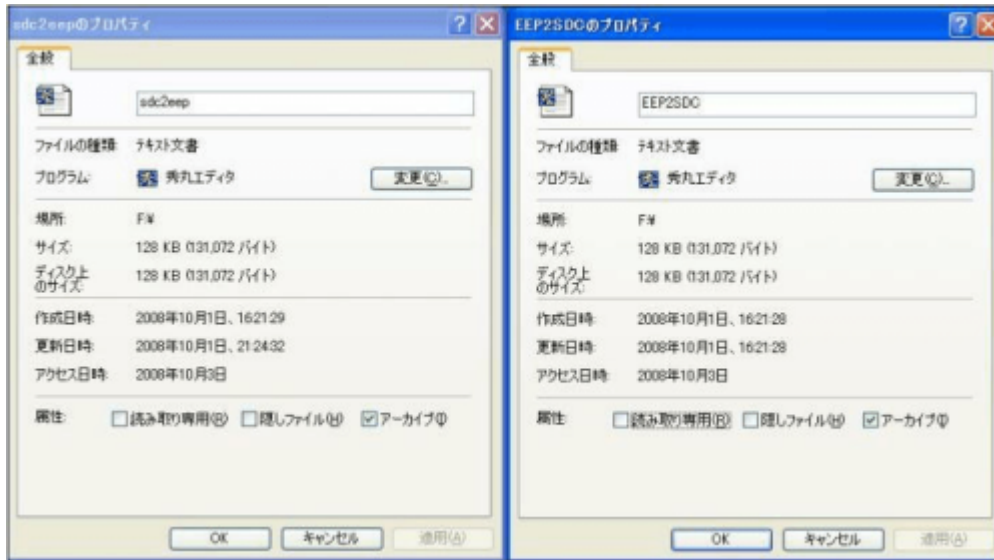 sdc2eepのプロパティ
全般
sdc2eep
ファイルの種類: テキスト文書
プログラム: 秀丸エディタ 変更(C)...
場所: F:¥
サイズ: 128 KB (131,072 バイト)
ディスク上
のサイズ: 128 KB (131,072 バイト)
作成日時: 2008年10月1日、16:21:29
更新日時: 2008年10月1日、21:24:32
アクセス日時: 2008年10月3日
属性: 読み取り専用(R) 隠しファイル(H) アーカイブ(I)
OK キャンセル 適用(A)
EEP2SDCのプロパティ
全般
EEP2SDC
ファイルの種類: テキスト文書
プログラム: 秀丸エディタ 変更(C)...
場所: F:¥
サイズ: 128 KB (131,072 バイト)
ディスク上
のサイズ: 128 KB (131,072 バイト)
作成日時: 2008年10月1日、16:21:28
更新日時: 2008年10月1日、16:21:28
アクセス日時: 2008年10月3日
属性: 読み取り専用(R) 隠しファイル(H) アーカイブ(I)
OK キャンセル 適用(A)